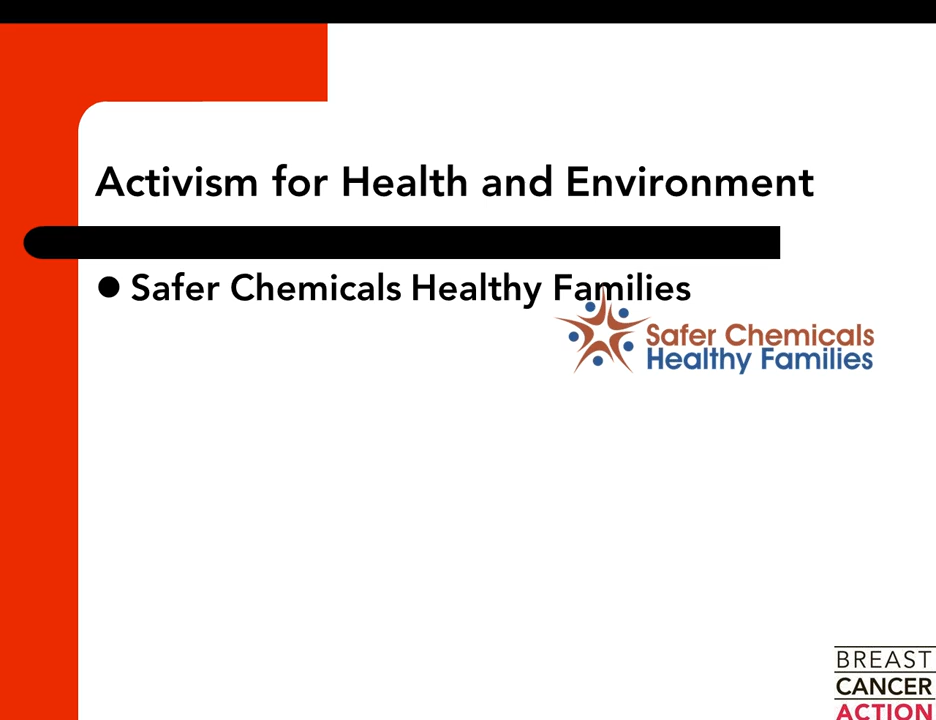 Activism for Health and Environment
● Safer Chemicals Healthy Families
Safer Chemicals
Healthy Families
BREAST
CANCER
ACTION